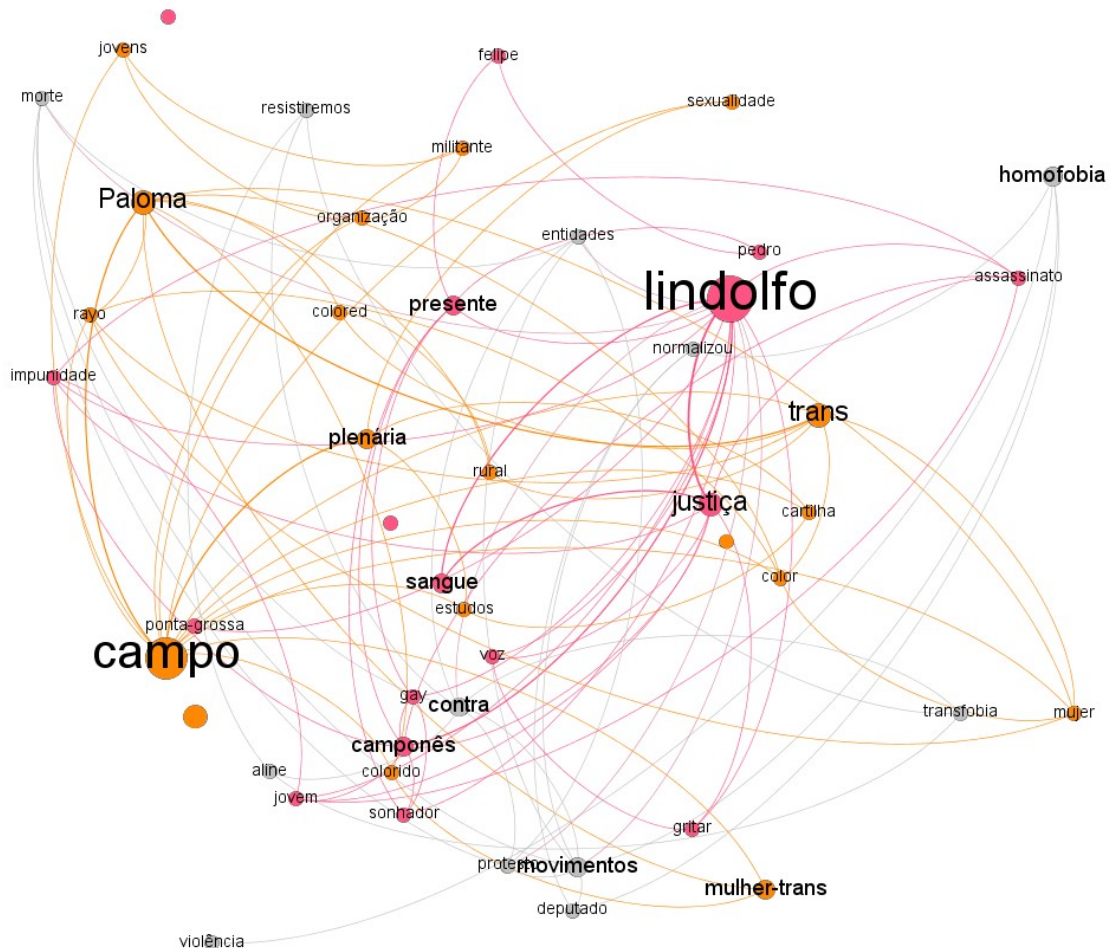 jovens
felipe
morte
resistiremos
sexualidade
militante
homofobia
Paloma
organização
entidades
pedro
assassinato
lindolfo
presente
colored
rayo
normalizou
impunidade
trans
plenária
rural
justiça
cartilha
color
sangue
estudos
ponta-grossa
campo
voz
gay
contra
transfobia
mujer
camponês
aline
colorido
jovem
sonhador
gritar
protesto
movimentos
mulher-trans
deputado
violência